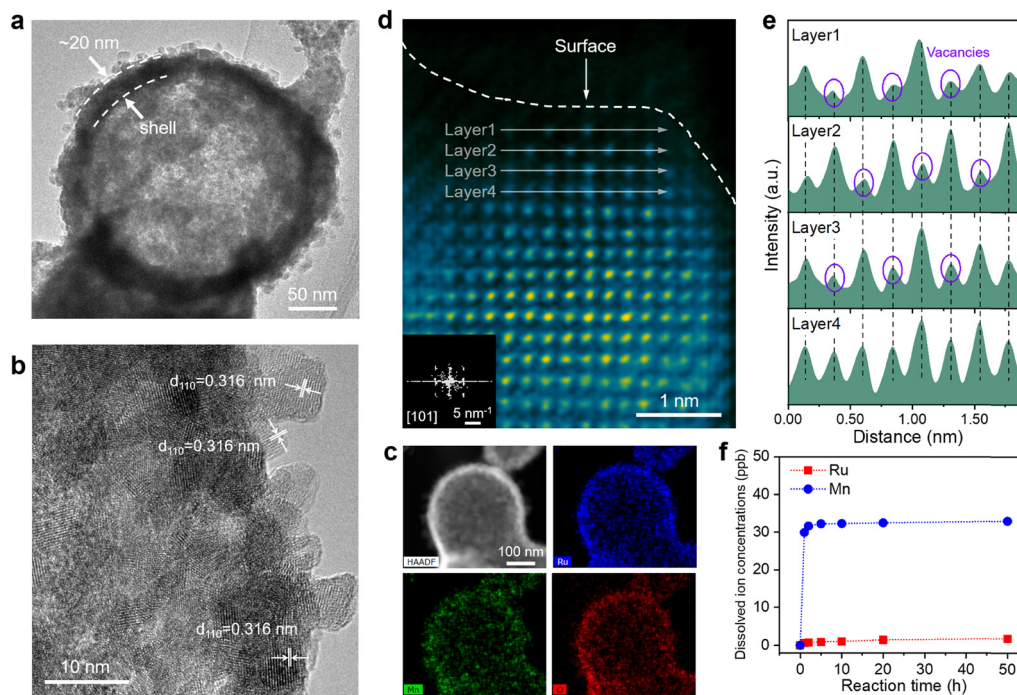 a
~20 nm
shell
50 nm
b
d110=0.316 nm
d110=0.316 nm
d110=0.316 nm
10 nm
d
Surface
Layer1
Layer2
Layer3
Layer4
[101]
5 nm-1
1 nm
c
HAADF
100 nm
Ru
Mn
O
e
Layer1
Vacancies
Layer2
Layer3
Layer4
Intensity (a.u.)
0.00 0.50 1.00 1.50
Distance (nm)
f
Ru
Mn
Dissolved ion concentrations (ppb)
50
40
30
20
10
0
0 10 20 30 40 50
Reaction time (h)